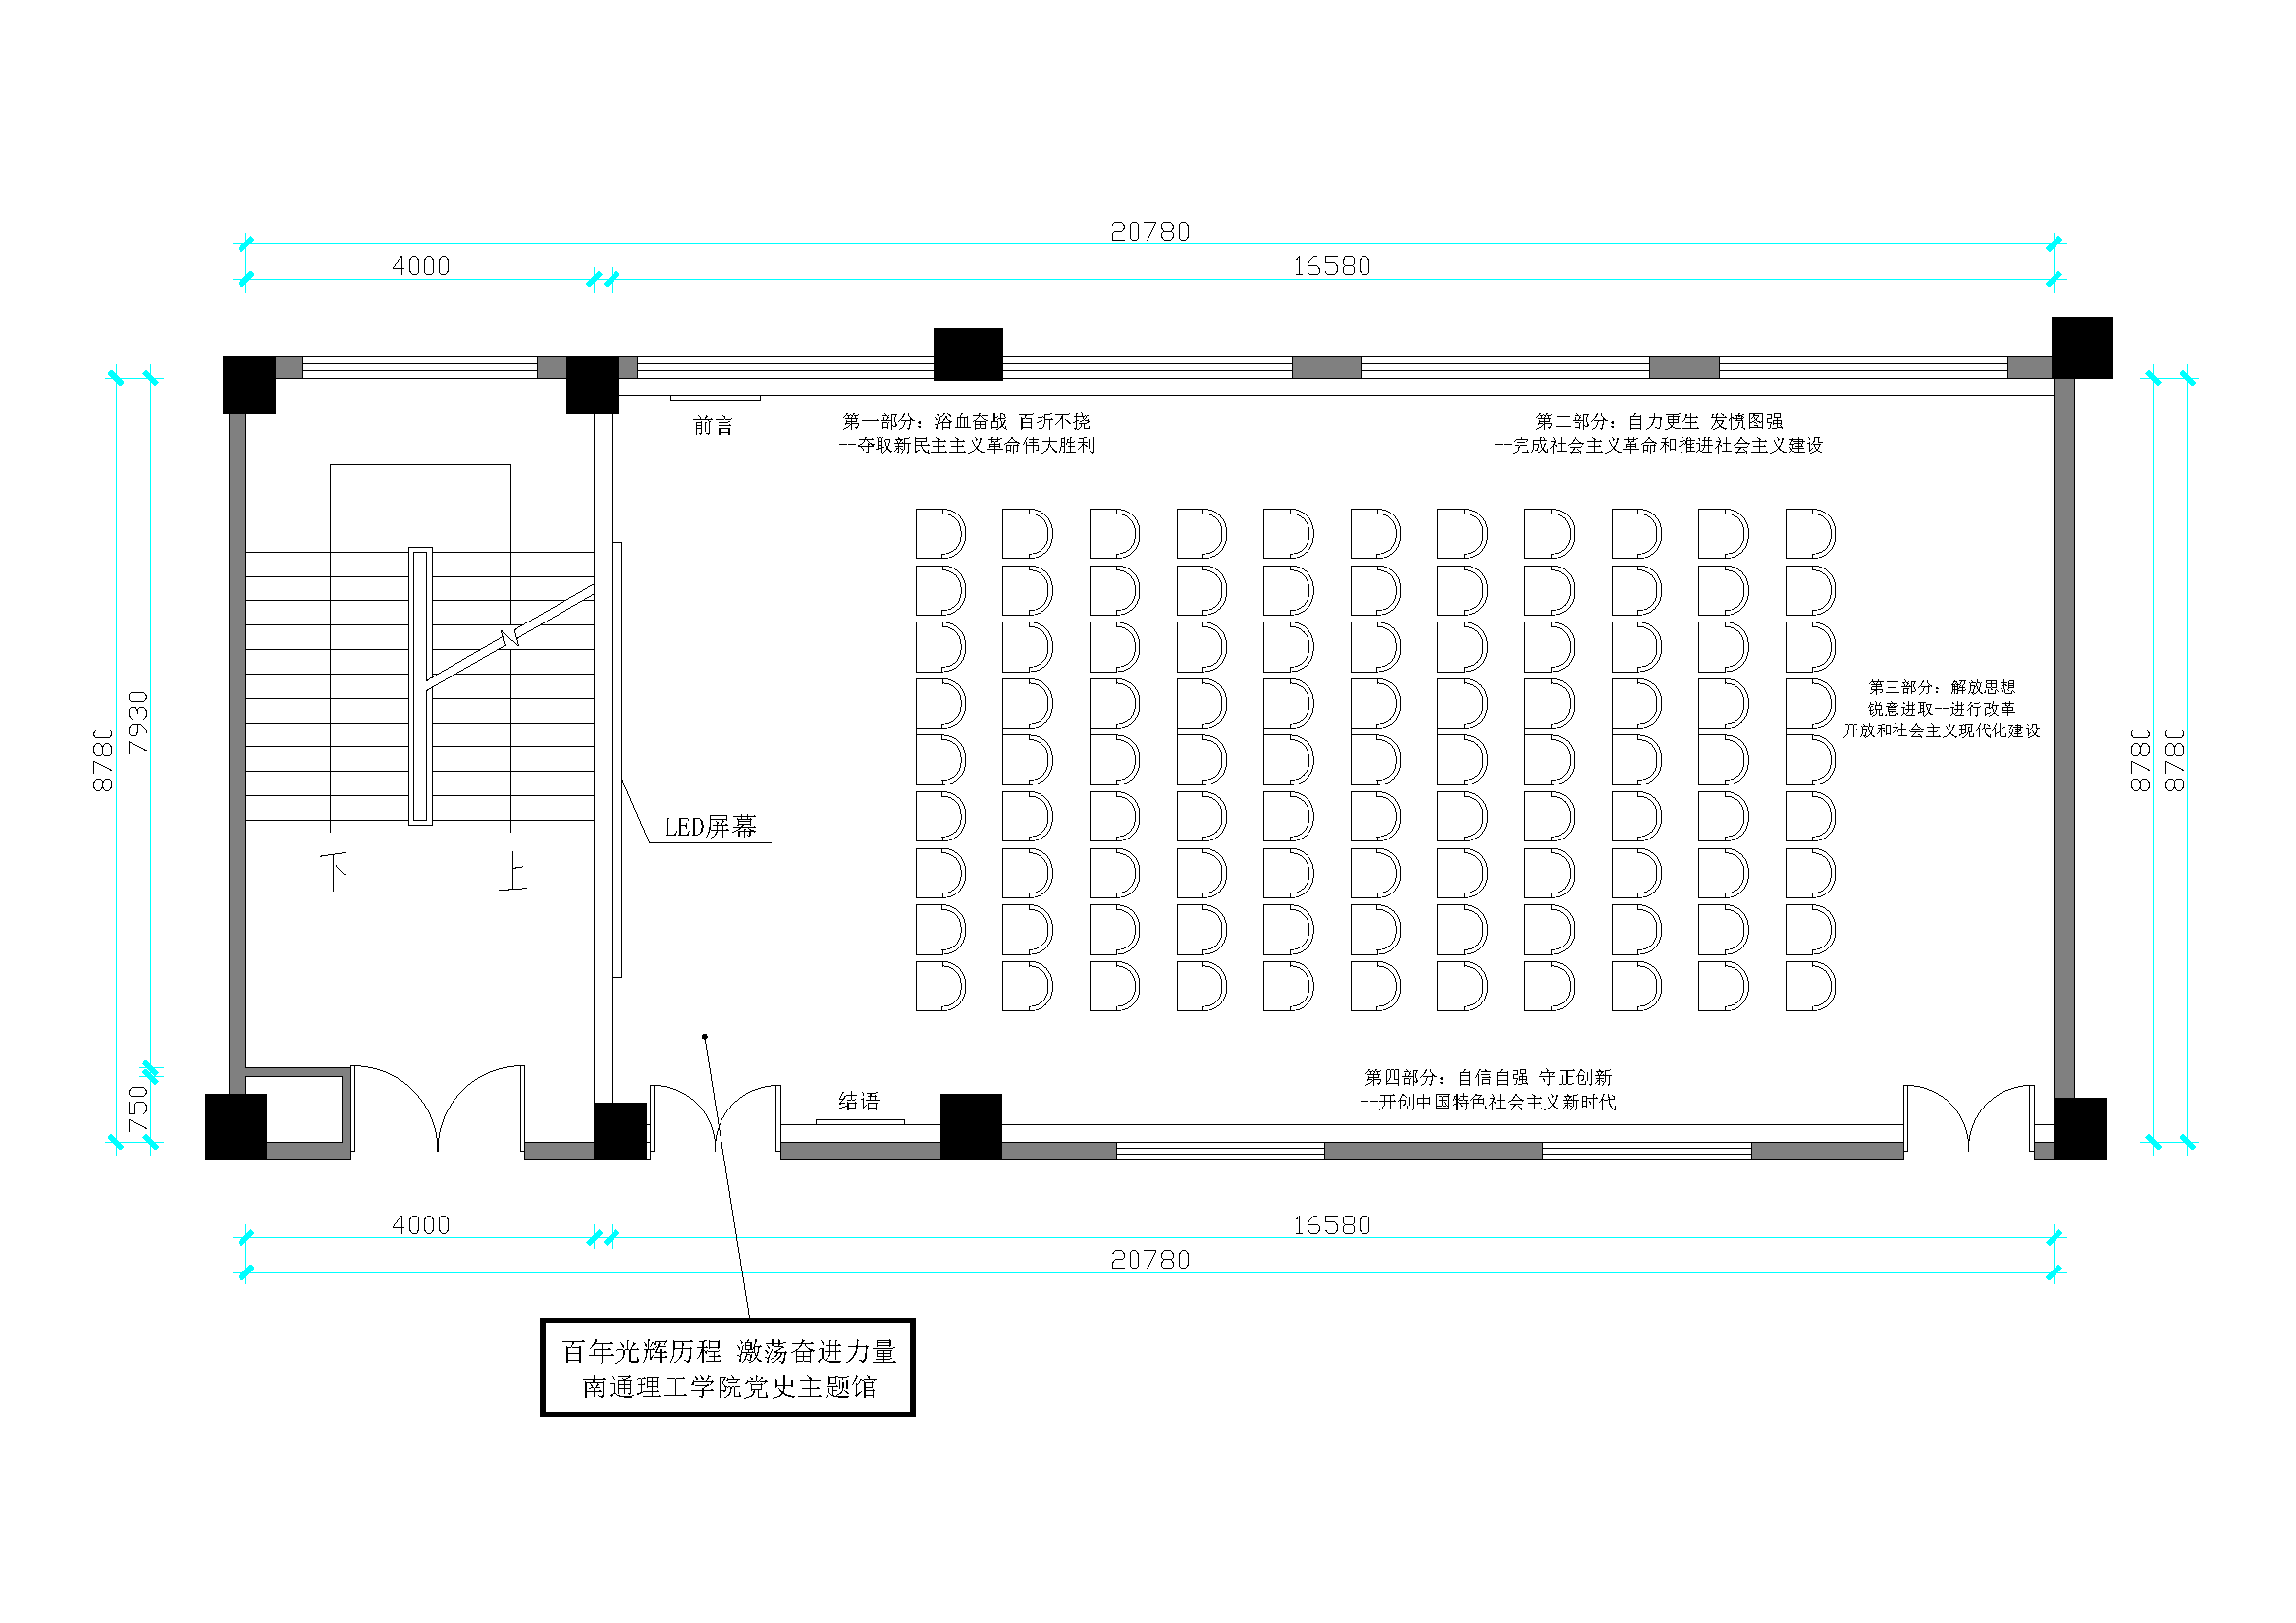 20780
4000
16580
前言
第一部分：浴血奋战 百折不挠
--夺取新民主主义革命伟大胜利
第二部分：自力更生 发愤图强
--完成社会主义革命和推进社会主义建设
8780
7930
750
第三部分：解放思想
锐意进取--进行改革
开放和社会主义现代化建设
8780
8780
LED屏幕
下
上
结语
第四部分：自信自强 守正创新
--开创中国特色社会主义新时代
4000
16580
20780
百年光辉历程 激荡奋进力量
南通理工学院党史主题馆